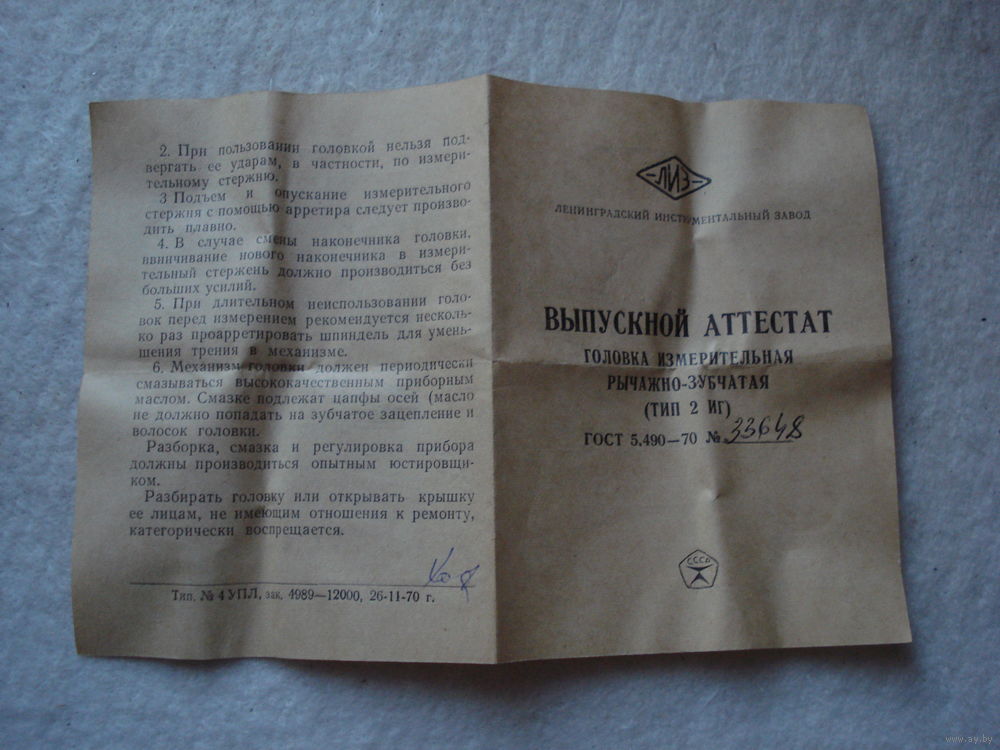 2. При пользовании головкой нельзя под-
вергать ее ударам, в частности, по измери-
тельному стержню.
3 Подъем и опускание измерительного
стержня с помощью арретира следует произво-
дить плавно.
4. В случае смены наконечника головки,
ввинчивание нового наконечника в измери-
тельный стержень должно производиться без
больших усилий.
5. При длительном неиспользовании голо-
вок перед измерением рекомендуется несколь-
ко раз проарретировать шпиндель для умень-
шения трения в механизме.
6. Механизм головки должен периодически
смазываться высококачественным приборным
маслом. Смазке подлежат цапфы осей (масло
не должно попадать на зубчатое зацепление и
волосок головки.
Разборка, смазка и регулировка прибора
должны производиться опытным юстировщи-
ком.
Разбирать головку или открывать крышку
ее лицам, не имеющим отношения к ремонту,
категорически воспрещается.
Тип. № 4 УПЛ, зак. 4989—12000, 26-11-70 г.
ЛИЗ
ЛЕНИНГРАДСКИЙ ИНСТРУМЕНТАЛЬНЫЙ ЗАВОД
ВЫПУСКНОЙ АТТЕСТАТ
ГОЛОВКА ИЗМЕРИТЕЛЬНАЯ
РЫЧАЖНО-ЗУБЧАТАЯ
(ТИП 2 ИГ)
ГОСТ 5.490—70 № 33648
СССР
www.ay.by